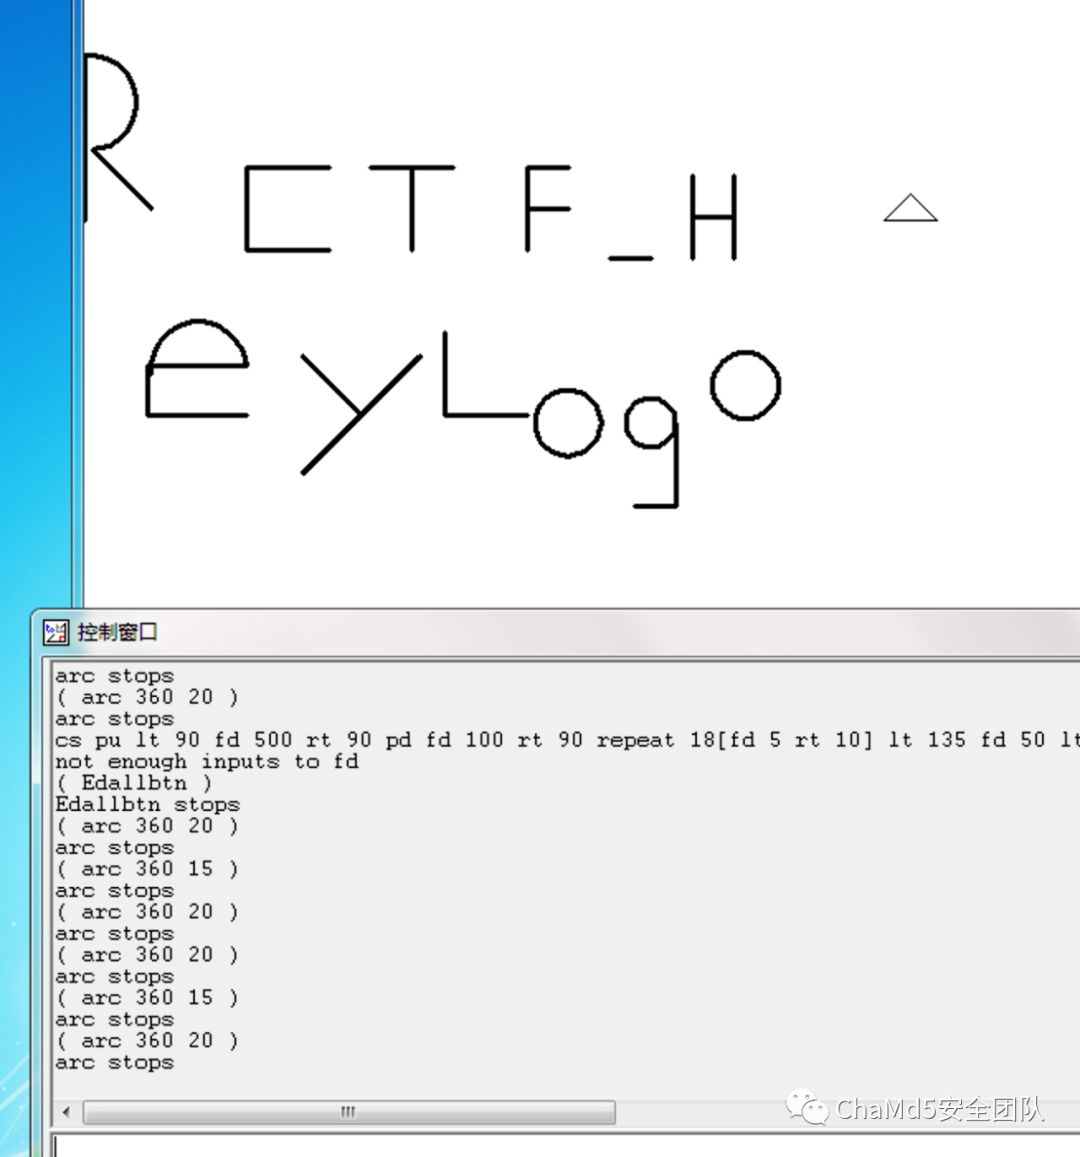 RCTF_H
eyLogo
控制窗口
arc stops
( arc 360 20 )
arc stops
cs pu lt 90 fd 500 rt 90 pd fd 100 rt 90 repeat 18[fd 5 rt 10] lt 135 fd 50 lt
not enough inputs to fd
( Edallbtn )
Edallbtn stops
( arc 360 20 )
arc stops
( arc 360 15 )
arc stops
( arc 360 20 )
arc stops
( arc 360 20 )
arc stops
( arc 360 15 )
arc stops
( arc 360 20 )
arc stops
ChaMd5安全团队